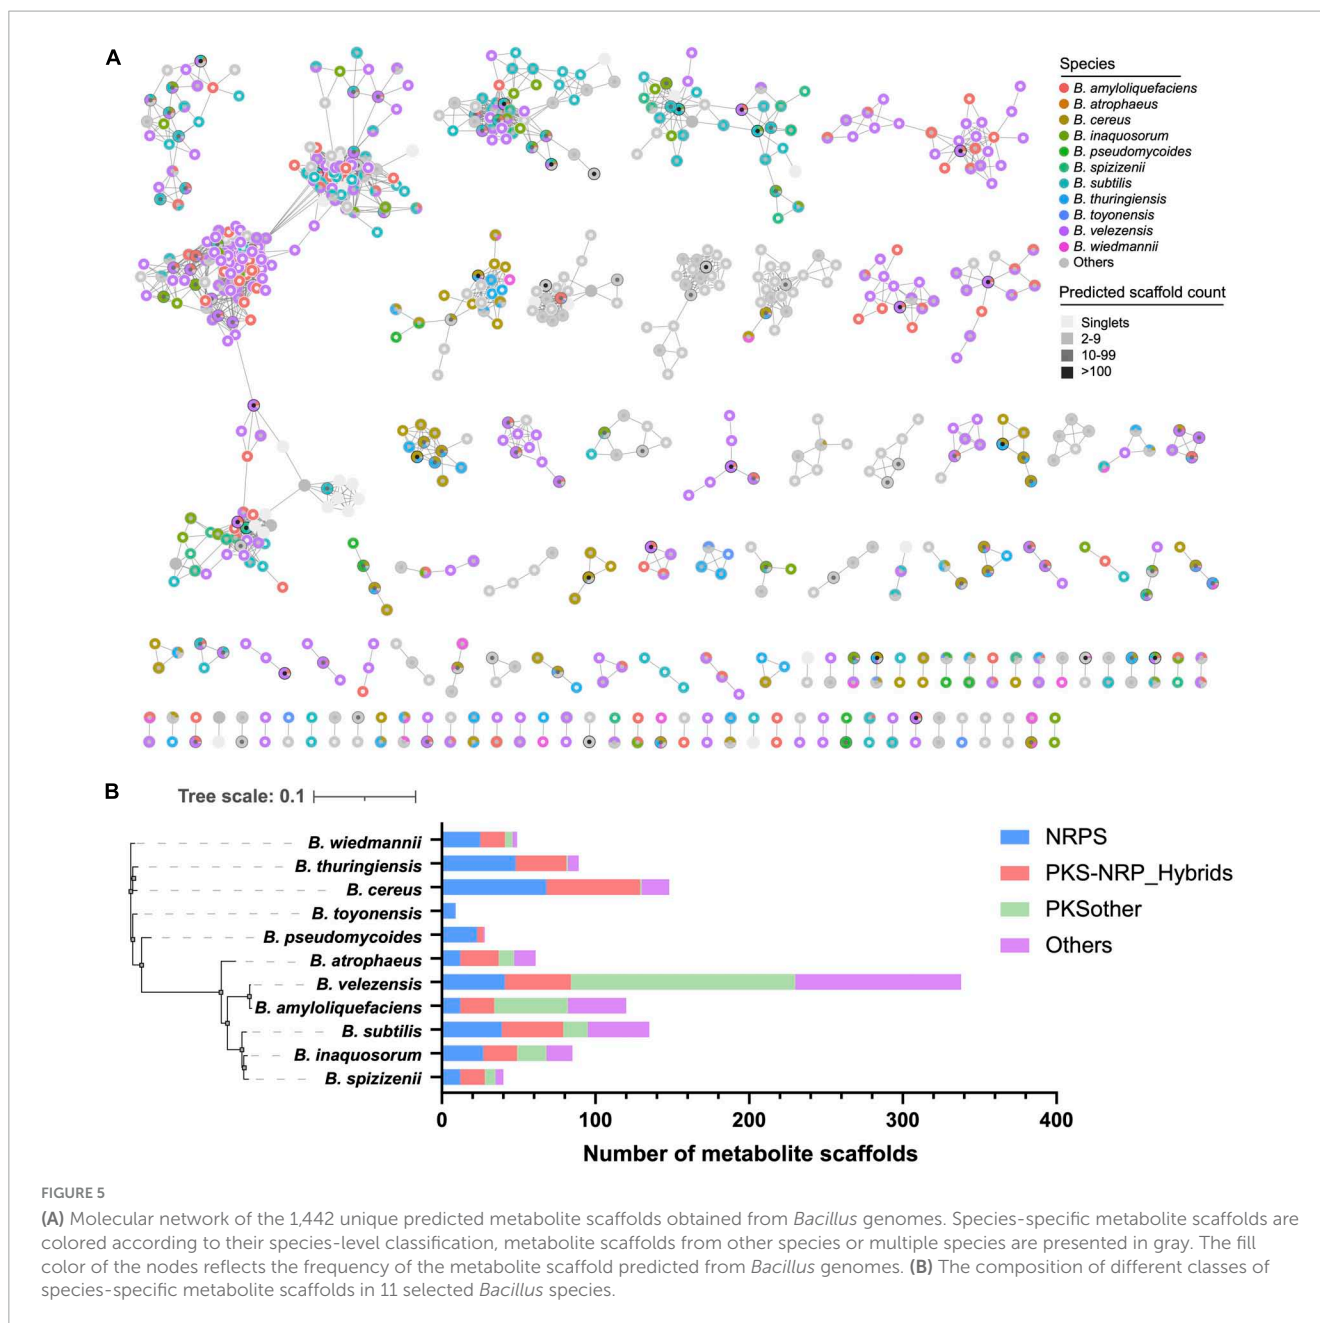 A
Species
B. amyloliquefaciens
B. atrophaeus
B. cereus
B. inaquosorum
B. pseudomycoides
B. spizizenii
B. subtilis
B. thuringiensis
B. toyonensis
B. velezensis
B. wiedmannii
Others
Predicted scaffold count
Singlets
2-9
10-99
>100
B
Tree scale: 0.1
B. wiedmannii
B. thuringiensis
B. cereus
B. toyonensis
B. pseudomycoides
B. atrophaeus
B. velezensis
B. amyloliquefaciens
B. subtilis
B. inaquosorum
B. spizizenii
NRPS
PKS-NRP_Hybrids
PKSother
Others
0 100 200 300 400
Number of metabolite scaffolds
FIGURE 5
(A) Molecular network of the 1,442 unique predicted metabolite scaffolds obtained from Bacillus genomes. Species-specific metabolite scaffolds are
colored according to their species-level classification, metabolite scaffolds from other species or multiple species are presented in gray. The fill
color of the nodes reflects the frequency of the metabolite scaffold predicted from Bacillus genomes. (B) The composition of different classes of
species-specific metabolite scaffolds in 11 selected Bacillus species.